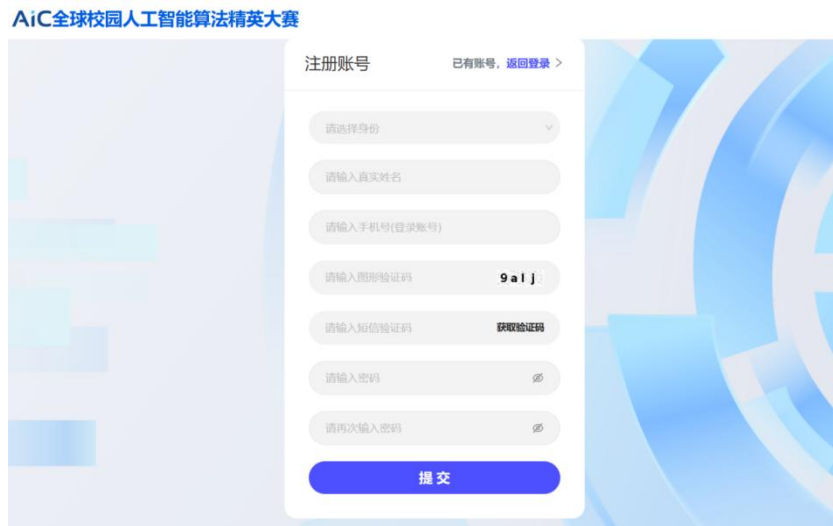 AiC全球校园人工智能算法精英大赛
注册账号 已有账号，返回登录 >
请选择身份
请输入真实姓名
请输入手机号(登录账号)
请输入图形验证码 9alj
请输入短信验证码 获取验证码
请输入密码
请再次输入密码
提 交